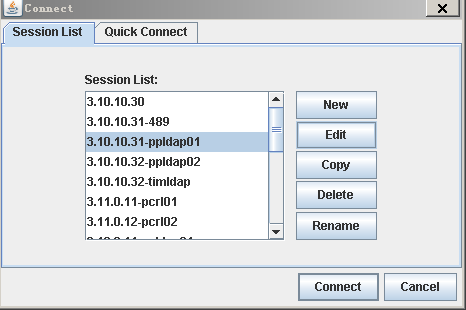 Connect
Session List
Quick Connect
Session List:
3.10.10.30
3.10.10.31-489
3.10.10.31-ppldap01
3.10.10.32-ppldap02
3.10.10.32-timldap
3.11.0.11-pcrl01
3.11.0.12-pcrl02
New
Edit
Copy
Delete
Rename
Connect
Cancel